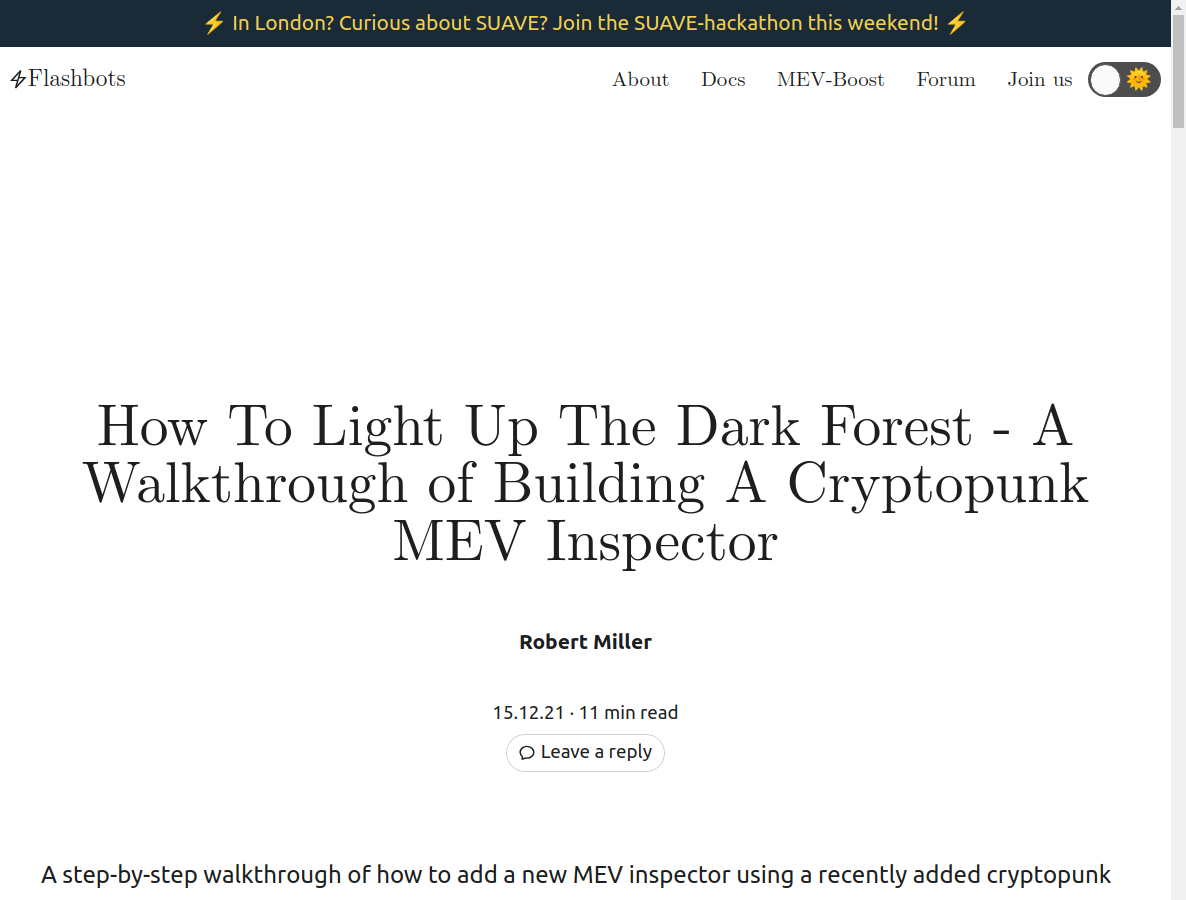 ⚡ In London? Curious about SUAVE? Join the SUAVE-hackathon this weekend! ⚡
Flashbots About Docs MEV-Boost Forum Join us
How To Light Up The Dark Forest - A
Walkthrough of Building A Cryptopunk
MEV Inspector
Robert Miller
15.12.21 · 11 min read
Leave a reply
A step-by-step walkthrough of how to add a new MEV inspector using a recently added cryptopunk